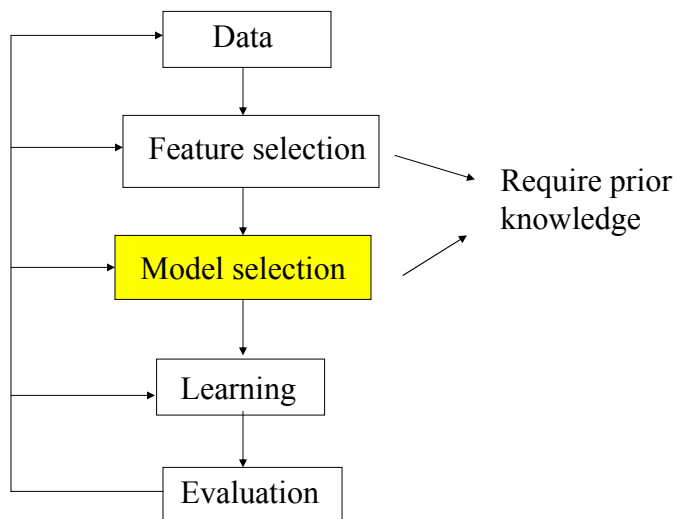 Data
Feature selection
Require prior
knowledge
Model selection
Learning
Evaluation